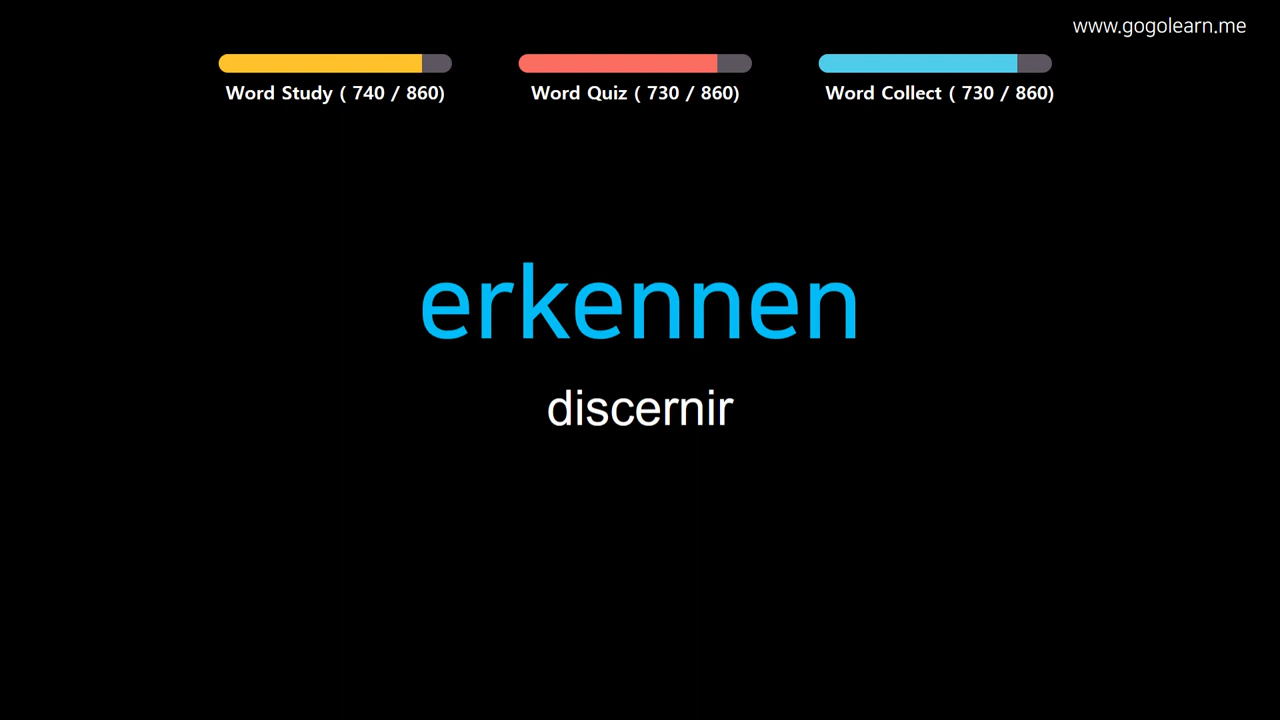 www.gogolearn.me
Word Study ( 740 / 860)
Word Quiz ( 730 / 860)
Word Collect ( 730 / 860)
erkennen
discernir